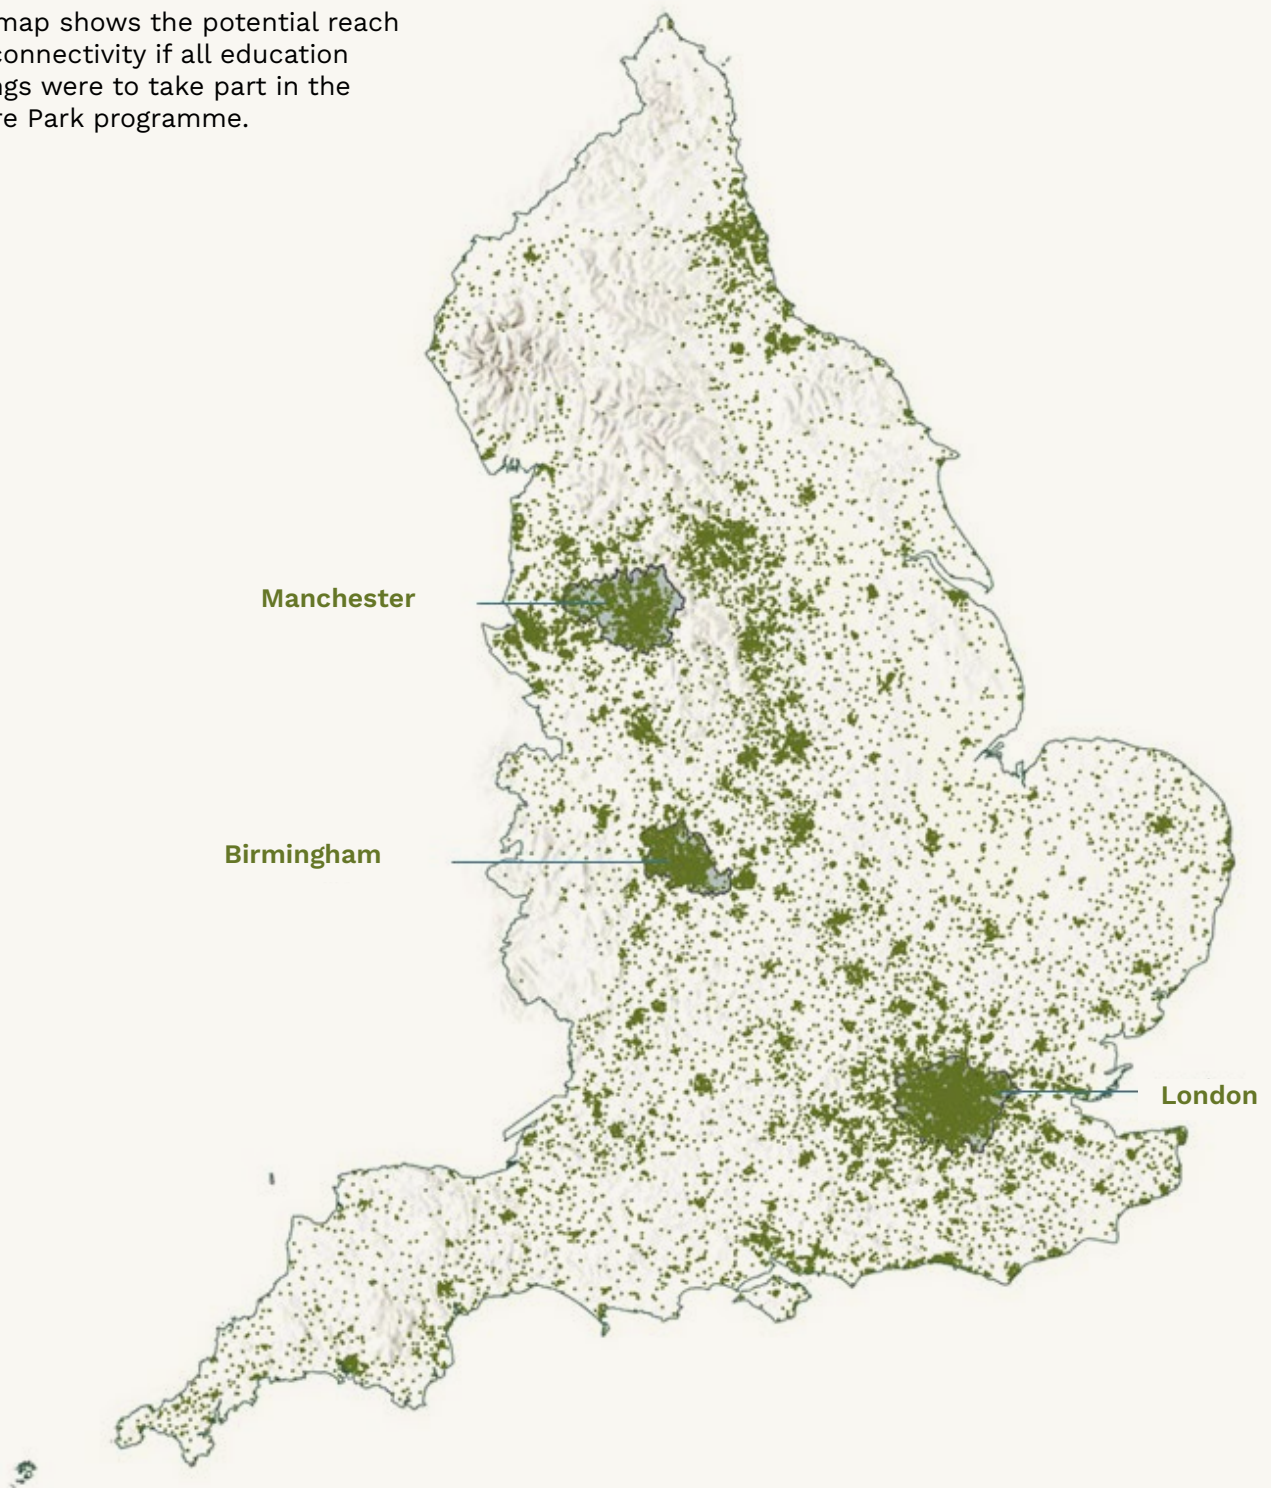 map shows the potential reach
connectivity if all education
ngs were to take part in the
re Park programme.
Manchester
Birmingham
London